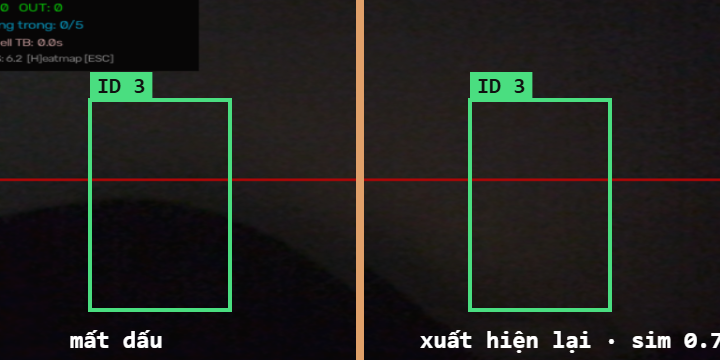 0 OUT: 0
ng trong: 0/5
ell TB: 0.0s
: 6.2 [H]eatmap [ESC]
ID 3
ID 3
mất dấu
xuất hiện lại · sim 0.7